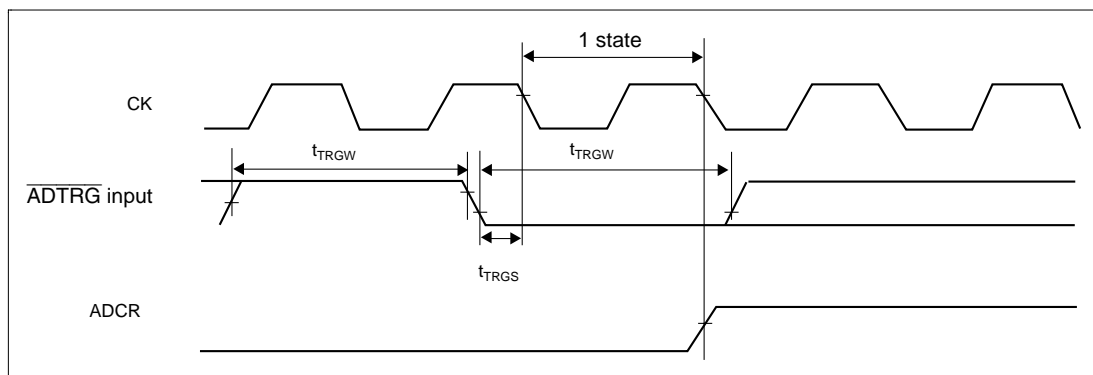 1 state
CK
tTRGW
tTRGW
ADTRG input
tTRGS
ADCR